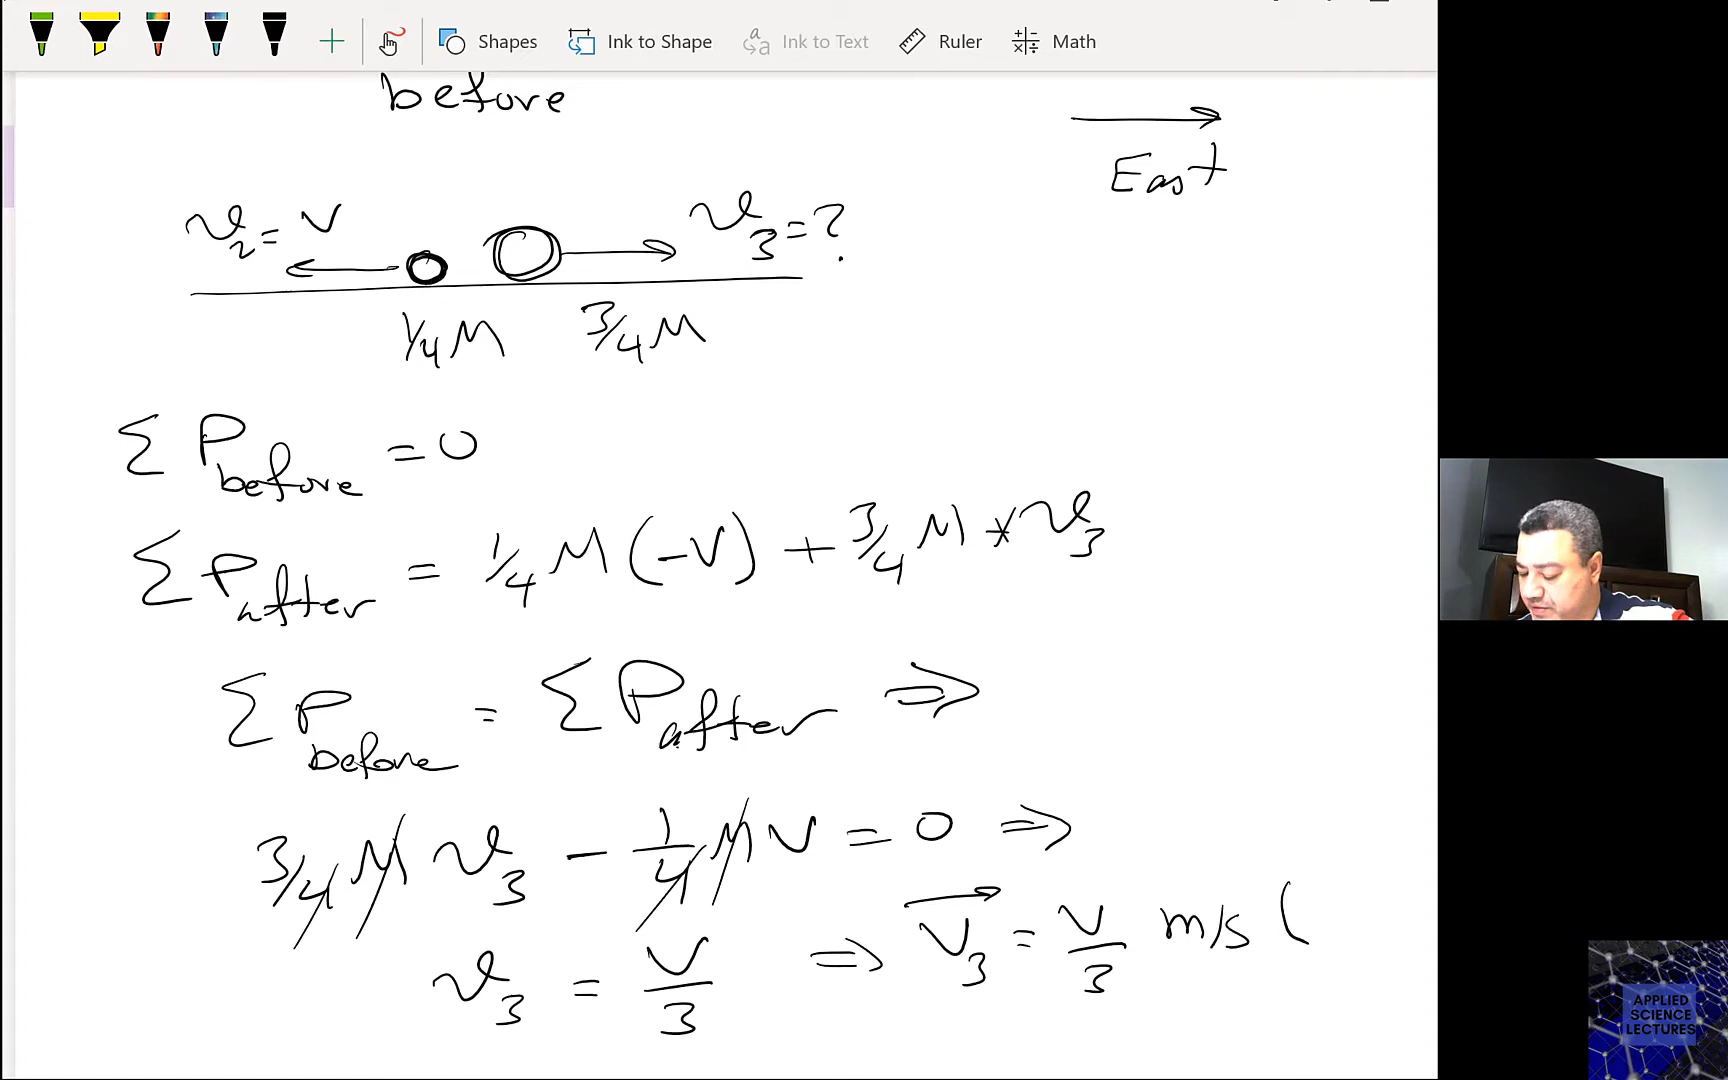 Shapes Ink to Shape Ink to Text Ruler Math
before
East
v₂ = v
v₃ = ?
1/4 M 3/4 M
Σ P before = 0
Σ P after = 1/4 M (-v) + 3/4 M * v₃
Σ P before = Σ P after ⇒
3/4 M v₃ - 1/4 M v = 0 ⇒
v₃ = v/3 ⇒ V₃ = v/3 m/s (
APPLIED
SCIENCE
LECTURES